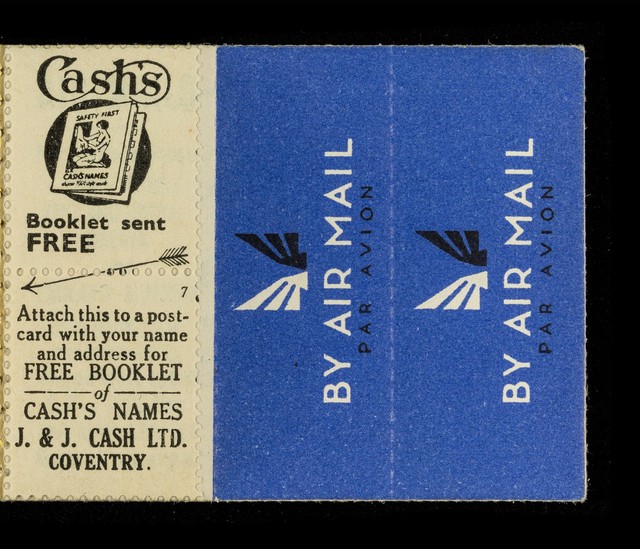 Cash's
SAFETY FIRST
CASH'S NAMES
Booklet sent
FREE
7
Attach this to a post-
card with your name
and address for
FREE BOOKLET
of
CASH'S NAMES
J. & J. CASH LTD.
COVENTRY.
BY AIR MAIL
PAR AVION
BY AIR MAIL
PAR AVION